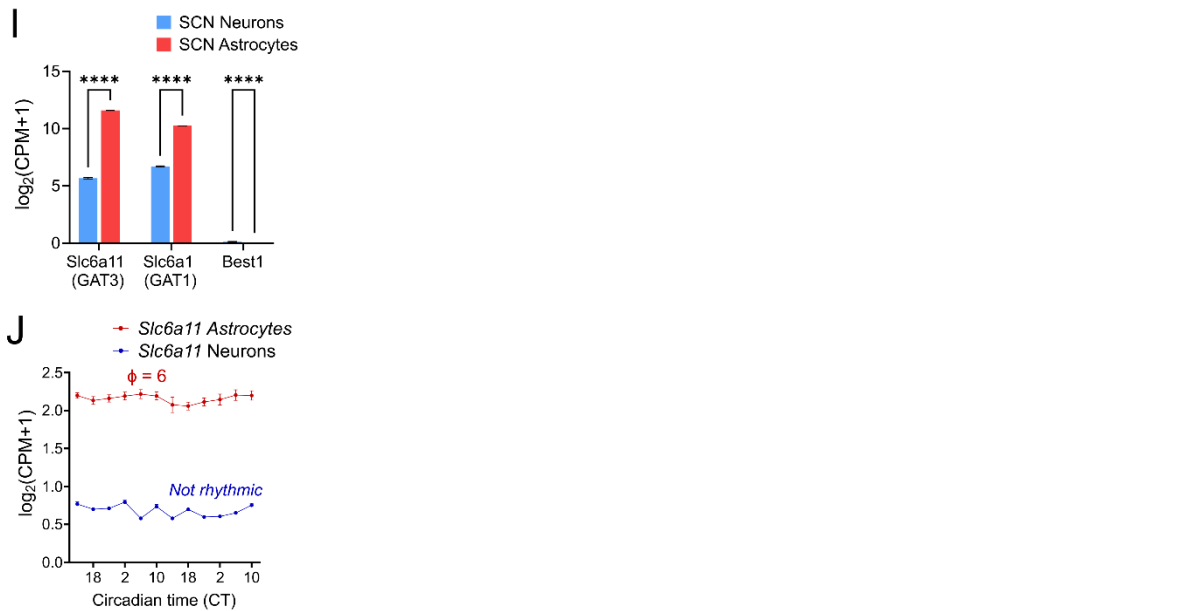 I
SCN Neurons
SCN Astrocytes
**** **** ****
15
10
5
0
log₂(CPM+1)
Slc6a11 Slc6a1 Best1
(GAT3) (GAT1)
J
Slc6a11 Astrocytes
Slc6a11 Neurons
ϕ = 6
2.5
2.0
1.5
1.0
0.5
0.0
log₂(CPM+1)
Not rhythmic
18 2 10 18 2 10
Circadian time (CT)